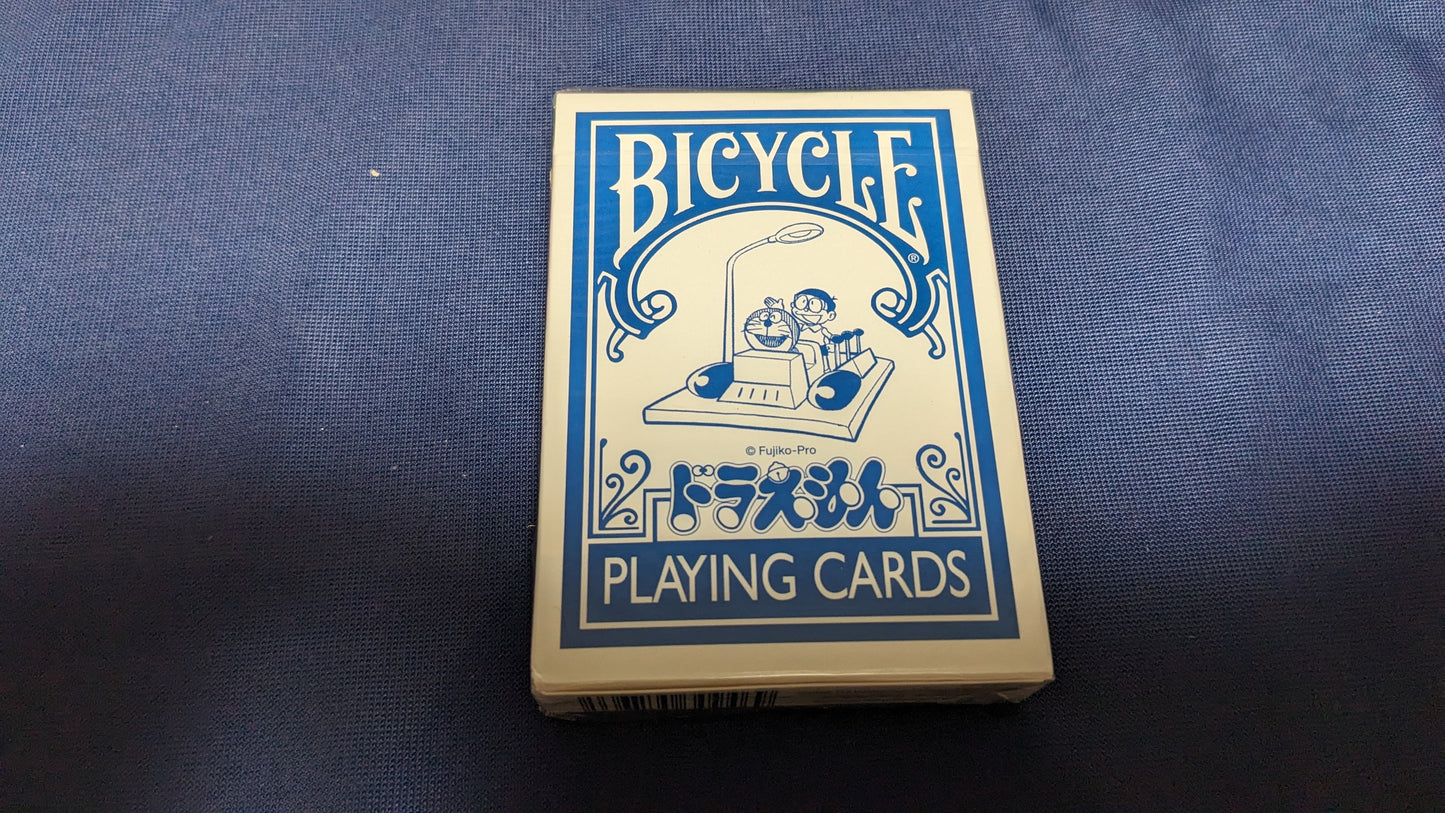 BICYCLE
®
© Fujiko-Pro
ドラえもん
PLAYING CARDS